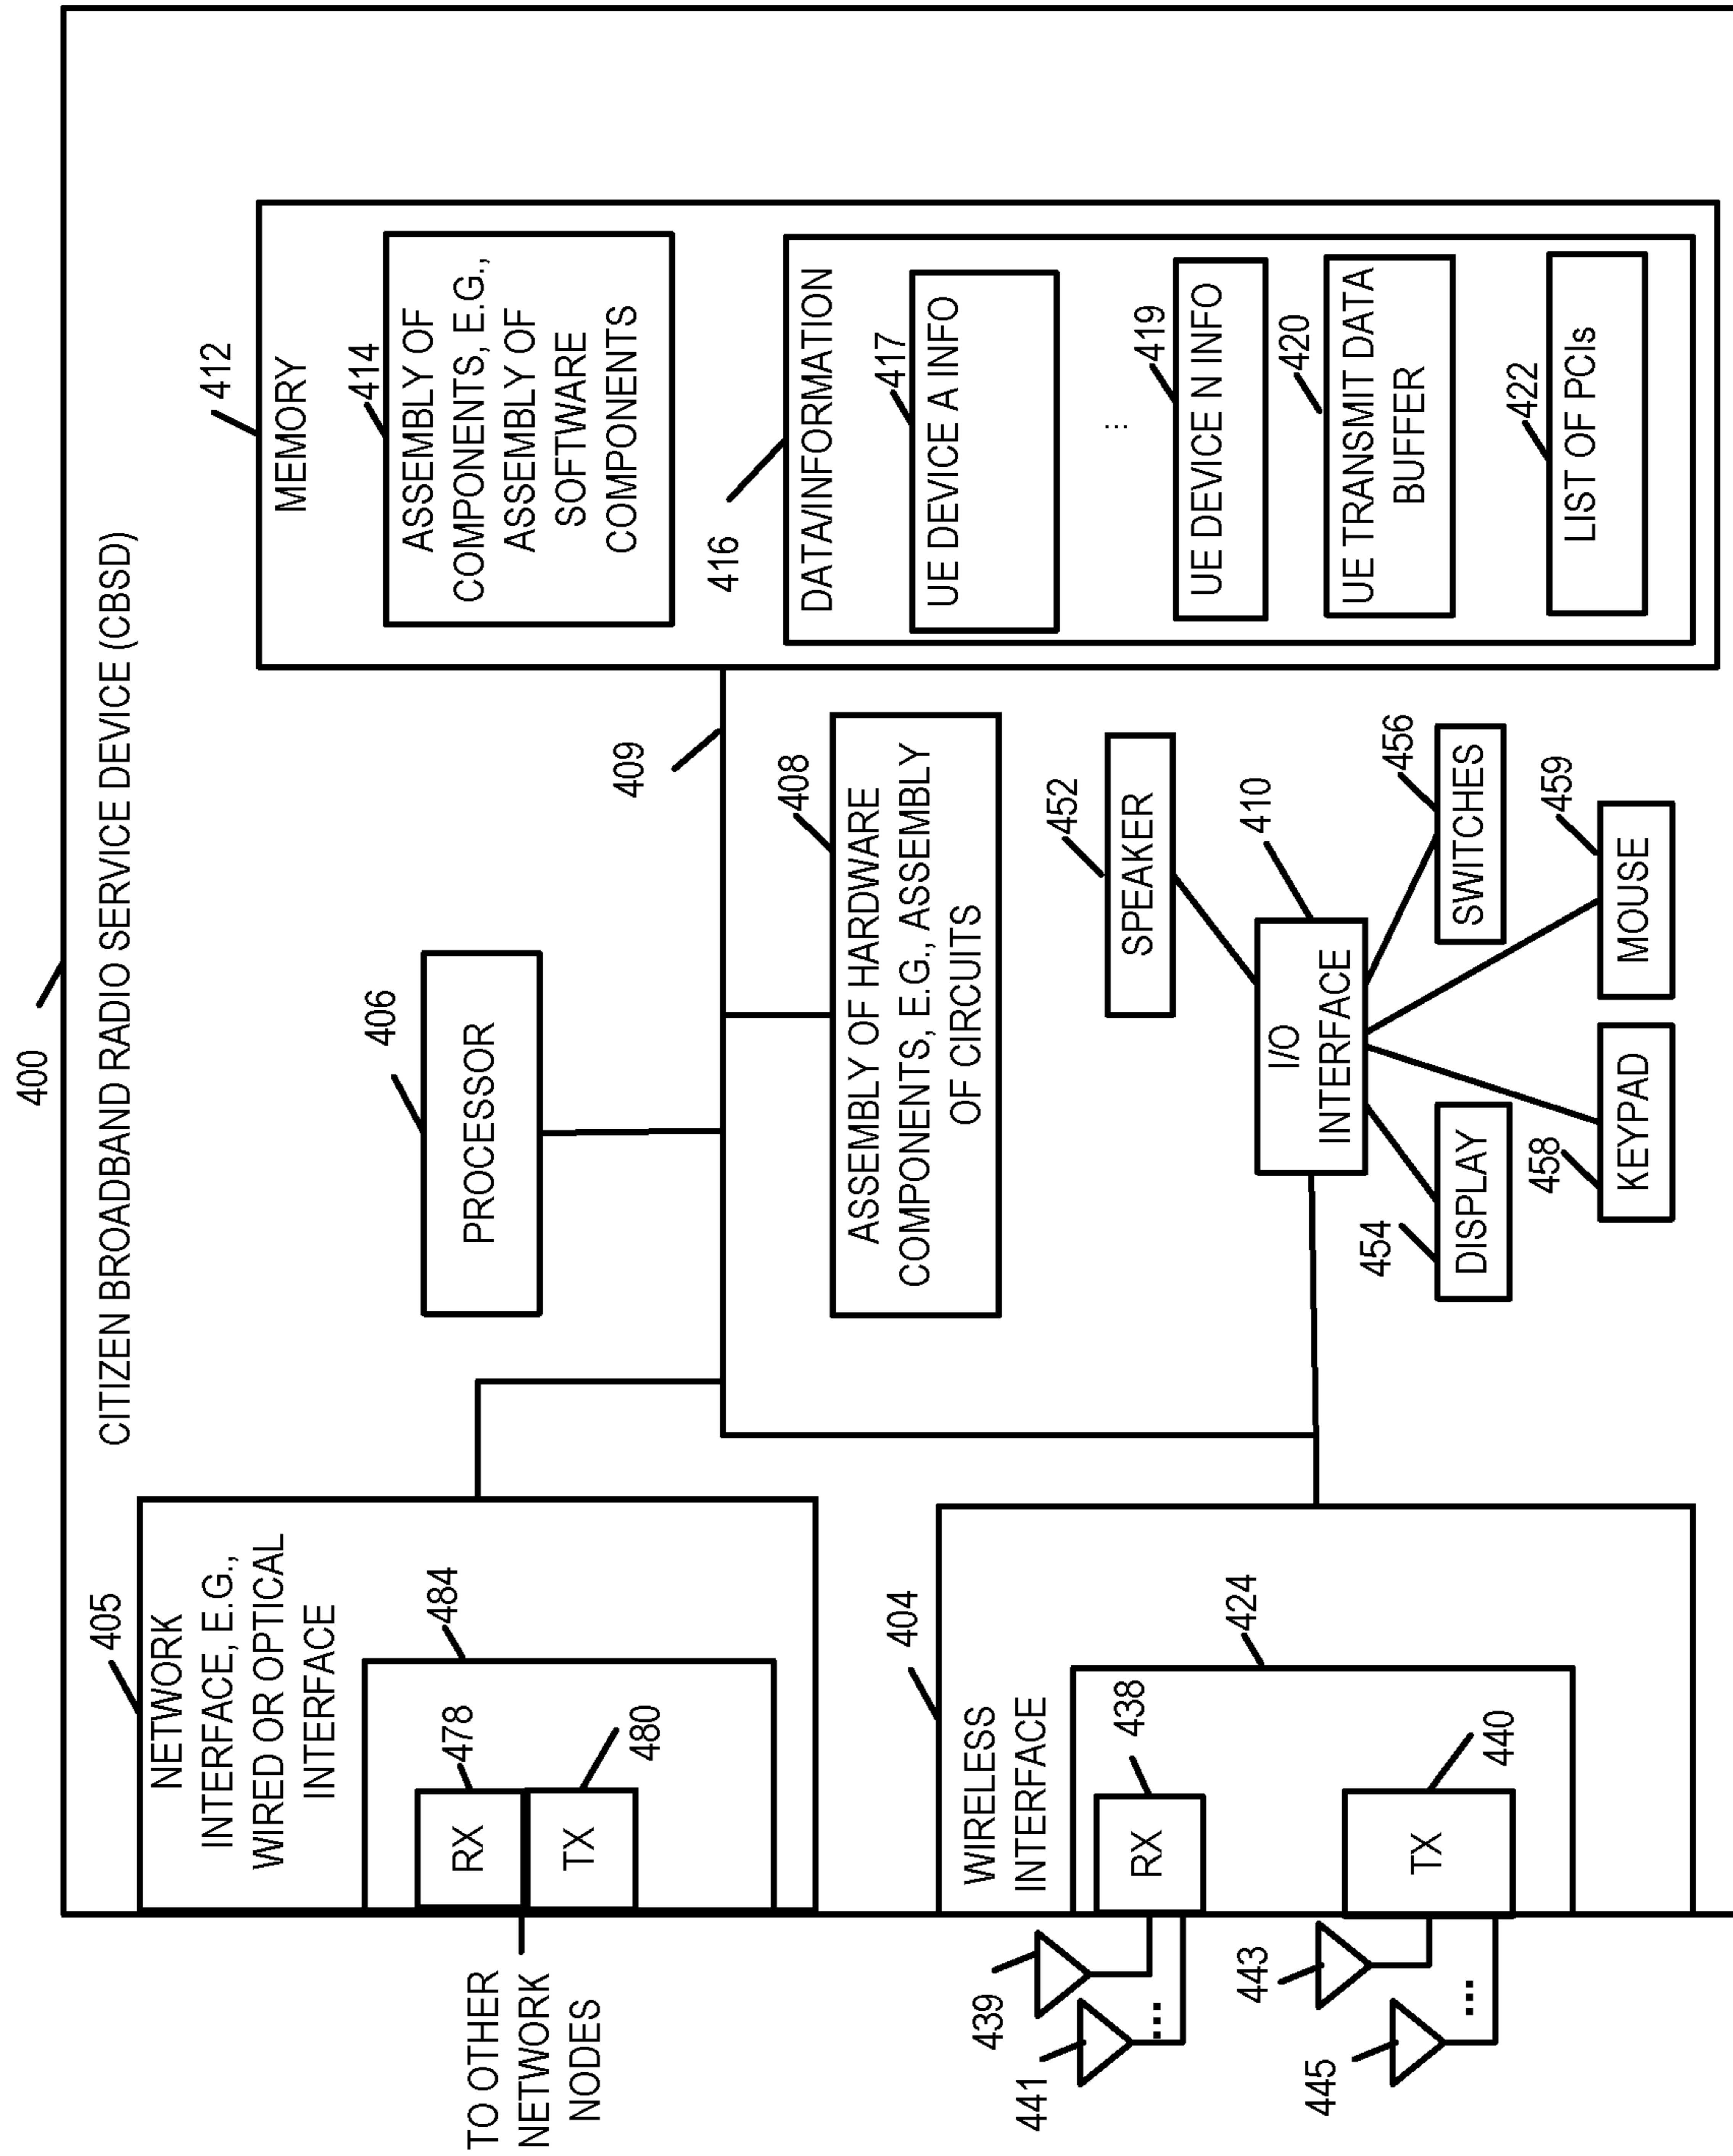 400
CITIZEN BROADBAND RADIO SERVICE DEVICE (CBSD)
405
NETWORK
INTERFACE, E.G.,
WIRED OR OPTICAL
INTERFACE
484
478
RX
480
TX
TO OTHER
NETWORK
NODES
404
WIRELESS
INTERFACE
424
438
RX
440
TX
439
441
...
443
445
...
406
PROCESSOR
409
408
ASSEMBLY OF HARDWARE
COMPONENTS, E.G., ASSEMBLY
OF CIRCUITS
452
SPEAKER
410
I/O
INTERFACE
454
DISPLAY
456
SWITCHES
458
KEYPAD
459
MOUSE
412
MEMORY
414
ASSEMBLY OF
COMPONENTS, E.G.,
ASSEMBLY OF
SOFTWARE
COMPONENTS
416
DATA/INFORMATION
417
UE DEVICE A INFO
...
419
UE DEVICE N INFO
420
UE TRANSMIT DATA
BUFFER
422
LIST OF PCIs